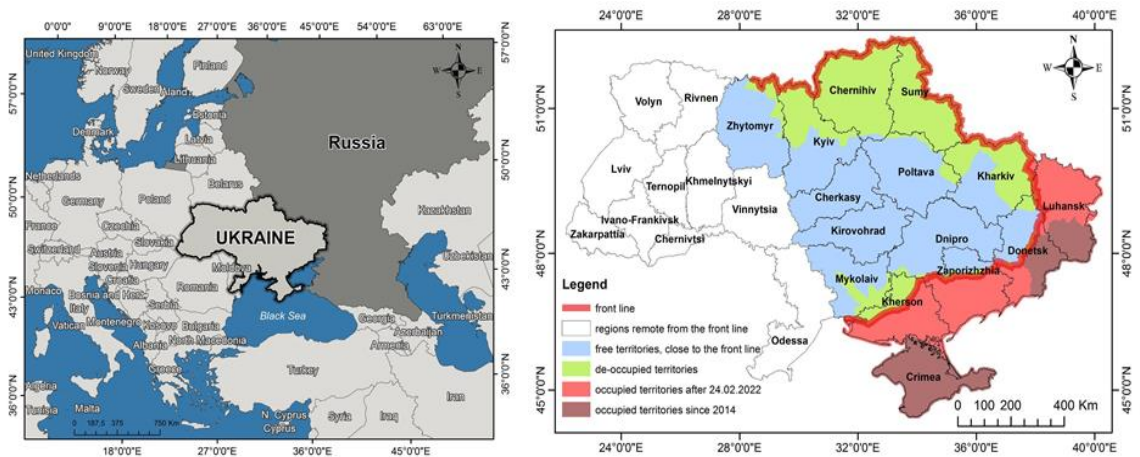 0°0'0" 9°0'0"E 18°0'0"E 27°0'0"E 36°0'0"E 45°0'0"E 54°0'0"E 63°0'0"E
57°0'0"N
50°0'0"N
43°0'0"N
36°0'0"N
57°0'0"N
50°0'0"N
43°0'0"N
36°0'0"N
N
W E
S
United Kingdom
Norway
Finland
Sweden
Aland
Estonia
Russia
Denmark
Latvia
Lithuania
Netherlands
Belarus
Germany
Poland
Kazakhstan
France
Czechia
UKRAINE
Slovakia
Switzerland
Austria
Uzbekistan
Slovenia
Hungary
Moldova
Croatia
Romania
Monaco
Bosnia and Herz.
Serbia
Italy
Black Sea
Georgia
Turkmenistan
Vatican
Montenegro
Kosovo
Bulgaria
Azerbaijan
North Macedonia
Armenia
Albania
Greece
Turkey
Iran
Algeria
Tunisia
Malta
N. Cyprus
Cyprus
Syria
Iraq
0 187,5 375 750 Km
9°0'0"E 18°0'0"E 27°0'0"E 36°0'0"E 45°0'0"E
24°0'0"E 28°0'0"E 32°0'0"E 36°0'0"E 40°0'0"E
51°0'0"N
48°0'0"N
45°0'0"N
51°0'0"N
48°0'0"N
45°0'0"N
N
W E
S
Volyn
Rivnen
Chernihiv
Sumy
Zhytomyr
Kyiv
Lviv
Ternopil
Khmelnytskyi
Poltava
Kharkiv
Luhansk
Vinnytsia
Cherkasy
Ivano-Frankivsk
Zakarpattia
Chernivtsi
Kirovohrad
Dnipro
Donetsk
Zaporizhzhia
Mykolaiv
Kherson
Odessa
Crimea
Legend
front line
regions remote from the front line
free territories, close to the front line
de-occupied territories
occupied territories after 24.02.2022
occupied territories since 2014
0 100 200 400 Km
24°0'0"E 28°0'0"E 32°0'0"E 36°0'0"E 40°0'0"E